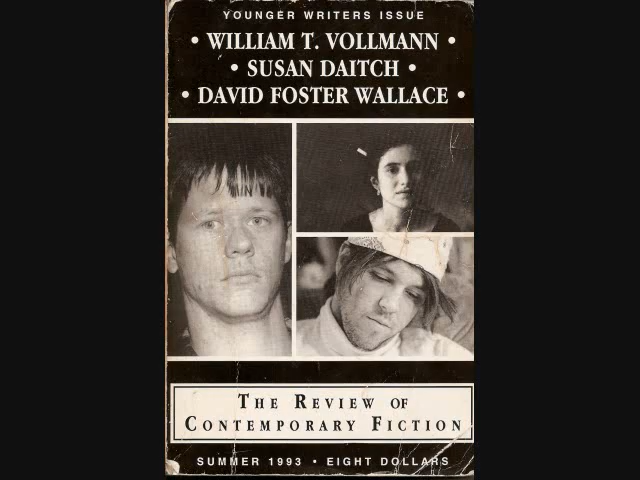 YOUNGER WRITERS ISSUE
• WILLIAM T. VOLLMANN •
• SUSAN DAITCH •
• DAVID FOSTER WALLACE •
THE REVIEW OF
CONTEMPORARY FICTION
SUMMER 1993 • EIGHT DOLLARS